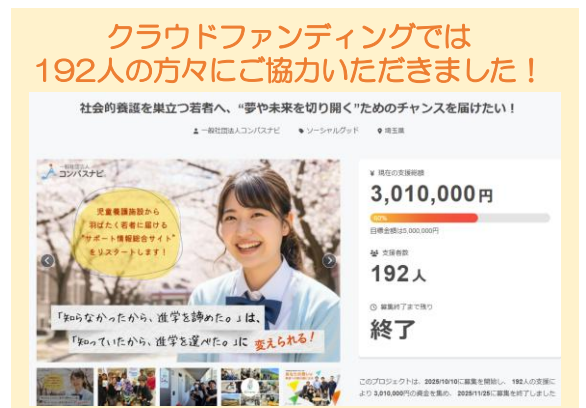 クラウドファンディングでは
192人の方々にご協力いただきました！
社会的養護を巣立つ若者へ、“夢や未来を切り開く”ためのチャンスを届けたい！
一般社団法人コンパスナビ ソーシャルグッド 埼玉県
一般社団法人
コンパスナビ
児童養護施設から
羽ばたく若者に届ける
“サポート情報総合サイト”
をリスタートします！
「知らなかったから、進学を諦めた。」は、
「知っていたから、進学を選べた。」に 変えられる！
¥ 現在の支援総額
3,010,000円
60%
目標金額は5,000,000円
支援者数
192人
募集終了まで残り
終了
このプロジェクトは、2025/10/10に募集を開始し、192人の支援に
より3,010,000円の資金を集め、2025/11/25に募集を終了しました